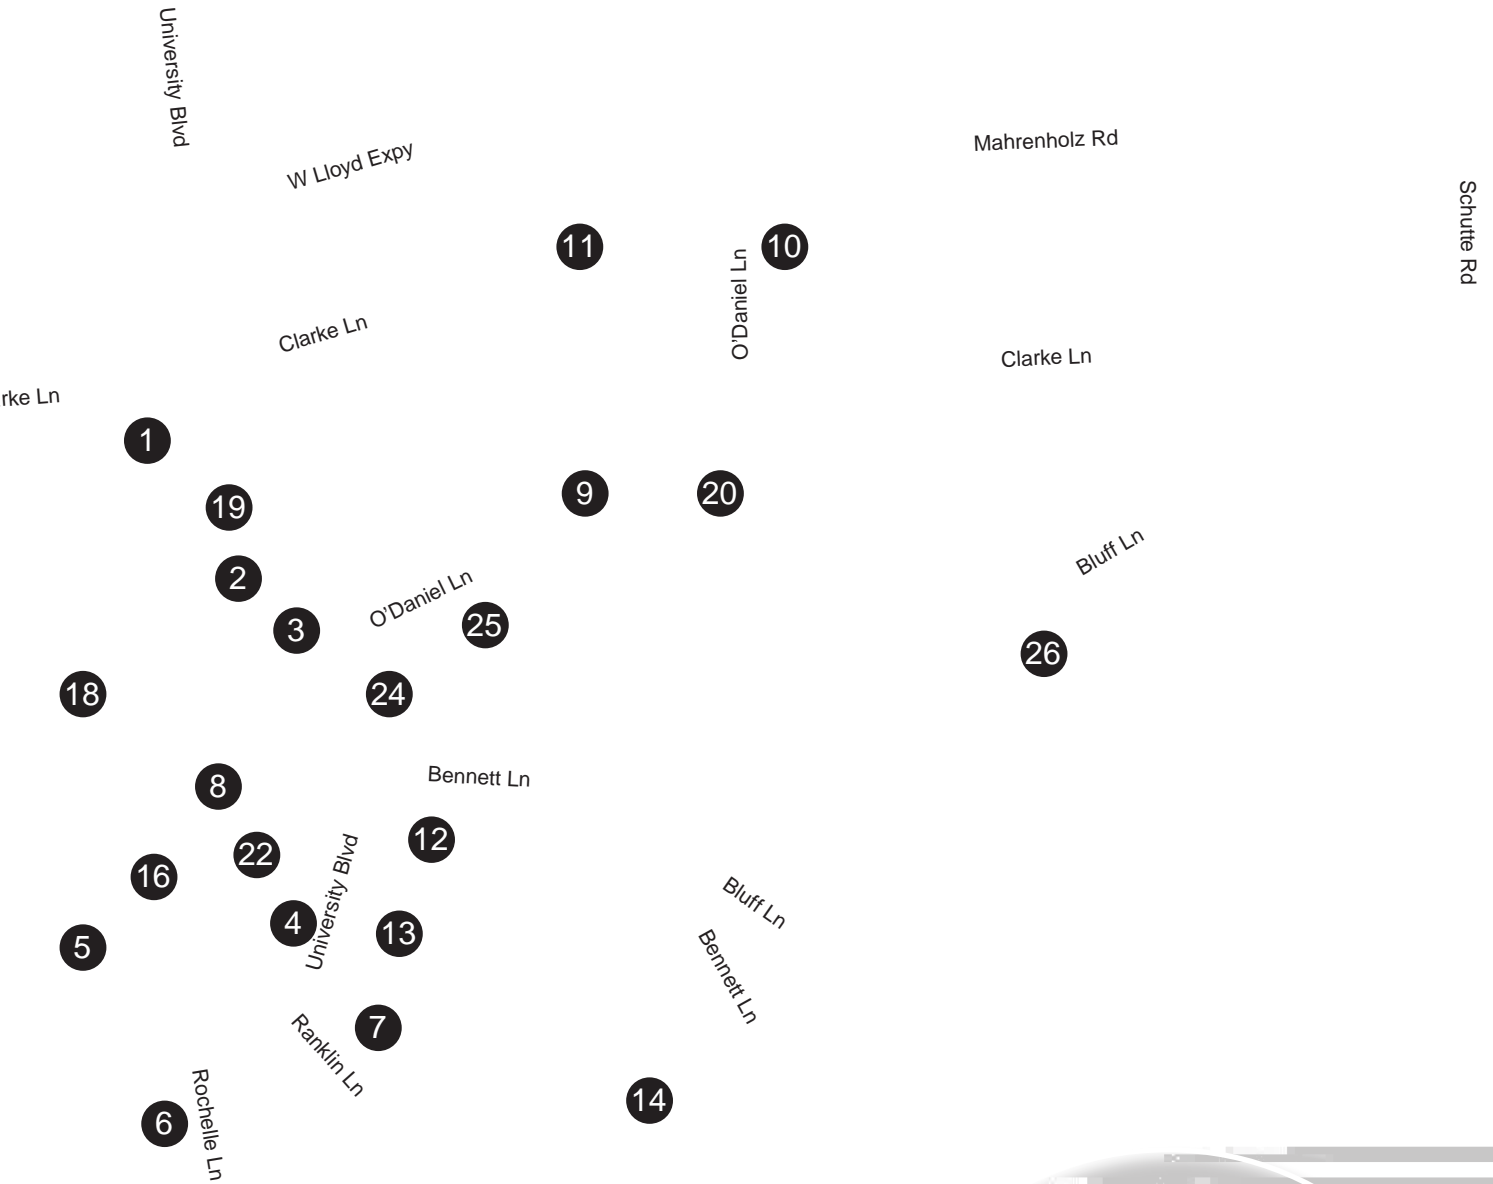 University Blvd
W Lloyd Expy
Mahrenholz Rd
Schutte Rd
11
O'Daniel Ln
10
Clarke Ln
Clarke Ln
rke Ln
1
19
9
20
2
O'Daniel Ln
Bluff Ln
3
25
26
18
24
8
Bennett Ln
12
22
16
University Blvd
4
13
5
Bluff Ln
Bennett Ln
7
Ranklin Ln
6
Rochelle Ln
14